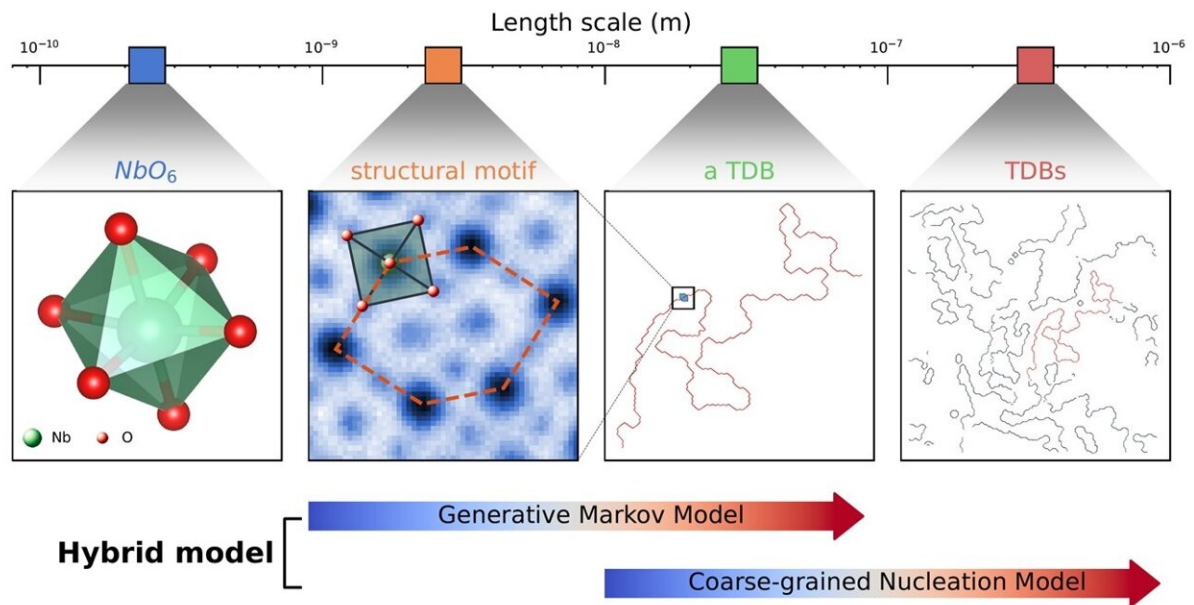 Length scale (m)
10⁻¹⁰ 10⁻⁹ 10⁻⁸ 10⁻⁷ 10⁻⁶
NbO₆ structural motif a TDB TDBs
Nb O
Generative Markov Model
Hybrid model
Coarse-grained Nucleation Model